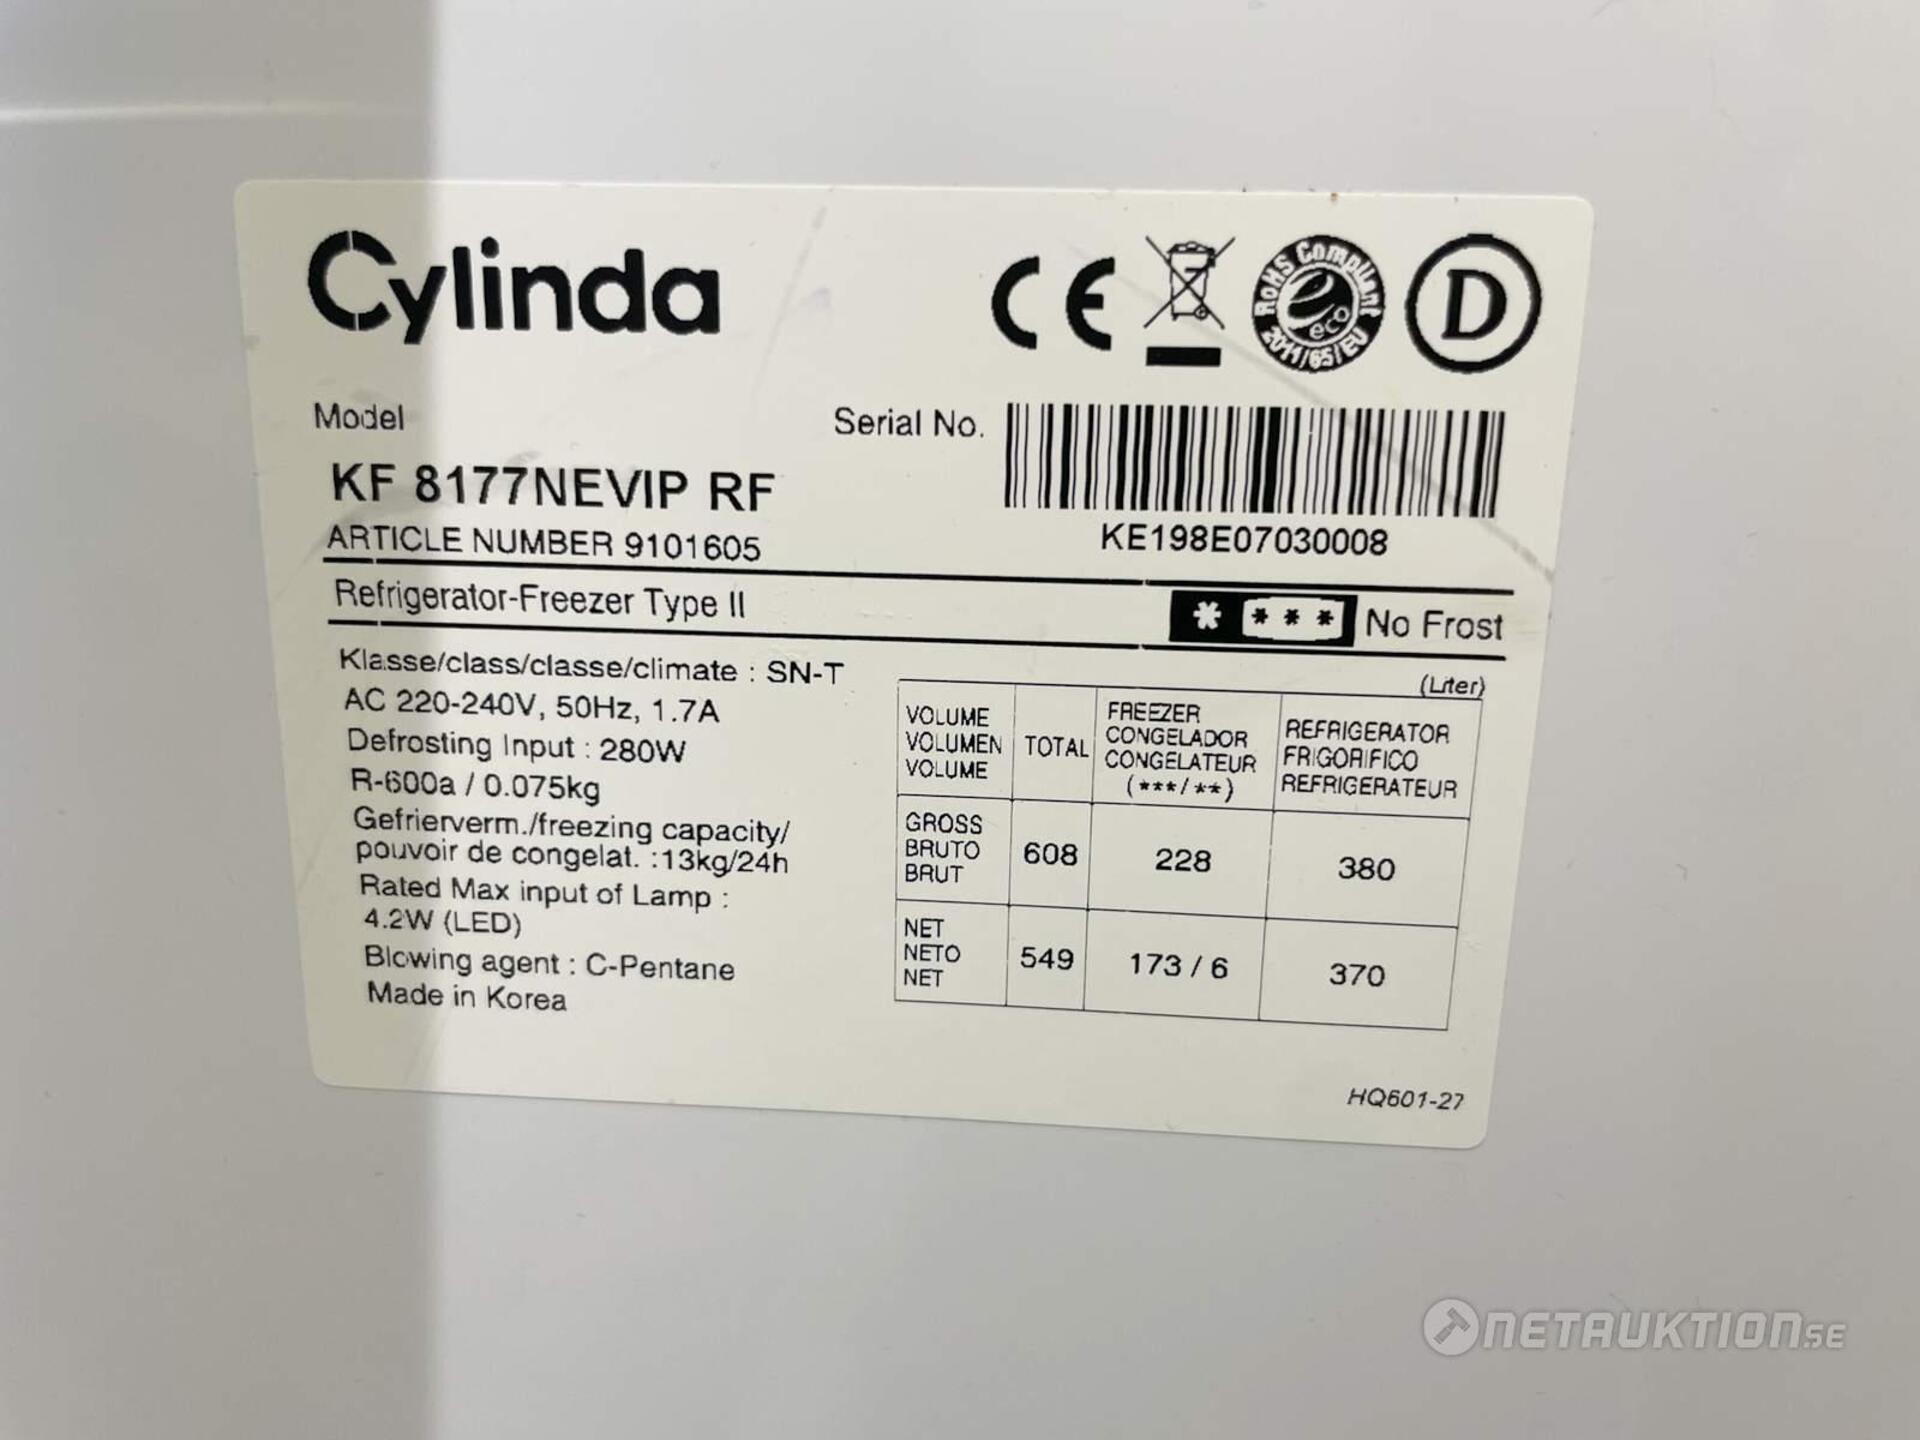 Cylinda
CE
RoHS Compliant
eco
2011/65/EU
D
Model
Serial No.
KF 8177NEVIP RF
KE198E07030008
ARTICLE NUMBER 9101605
Refrigerator-Freezer Type II
* *** No Frost
Klasse/class/classe/climate : SN-T
AC 220-240V, 50Hz, 1.7A
Defrosting Input : 280W
R-600a / 0.075kg
Gefrierverm./freezing capacity/
pouvoir de congelat. :13kg/24h
Rated Max input of Lamp :
4.2W (LED)
Blowing agent : C-Pentane
Made in Korea
(Liter)
VOLUME
VOLUMEN
VOLUME
TOTAL
FREEZER
CONGELADOR
CONGELATEUR
(***/**)
REFRIGERATOR
FRIGORIFICO
REFRIGERATEUR
GROSS
BRUTO
BRUT
608
228
380
NET
NETO
NET
549
173 / 6
370
HQ601-27
NETAUKTION.SE